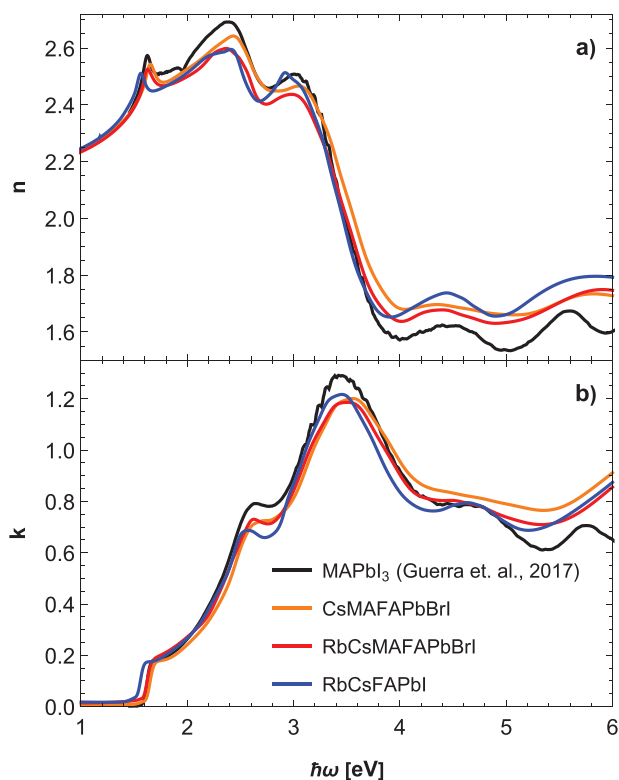 2.6
2.4
2.2
2.0
1.8
1.6
n
a)
1.2
1.0
0.8
0.6
0.4
0.2
0.0
k
b)
MAPbI3 (Guerra et. al., 2017)
CsMAFAPbBrI
RbCsMAFAPbBrI
RbCsFAPbI
1 2 3 4 5 6
ℏω [eV]